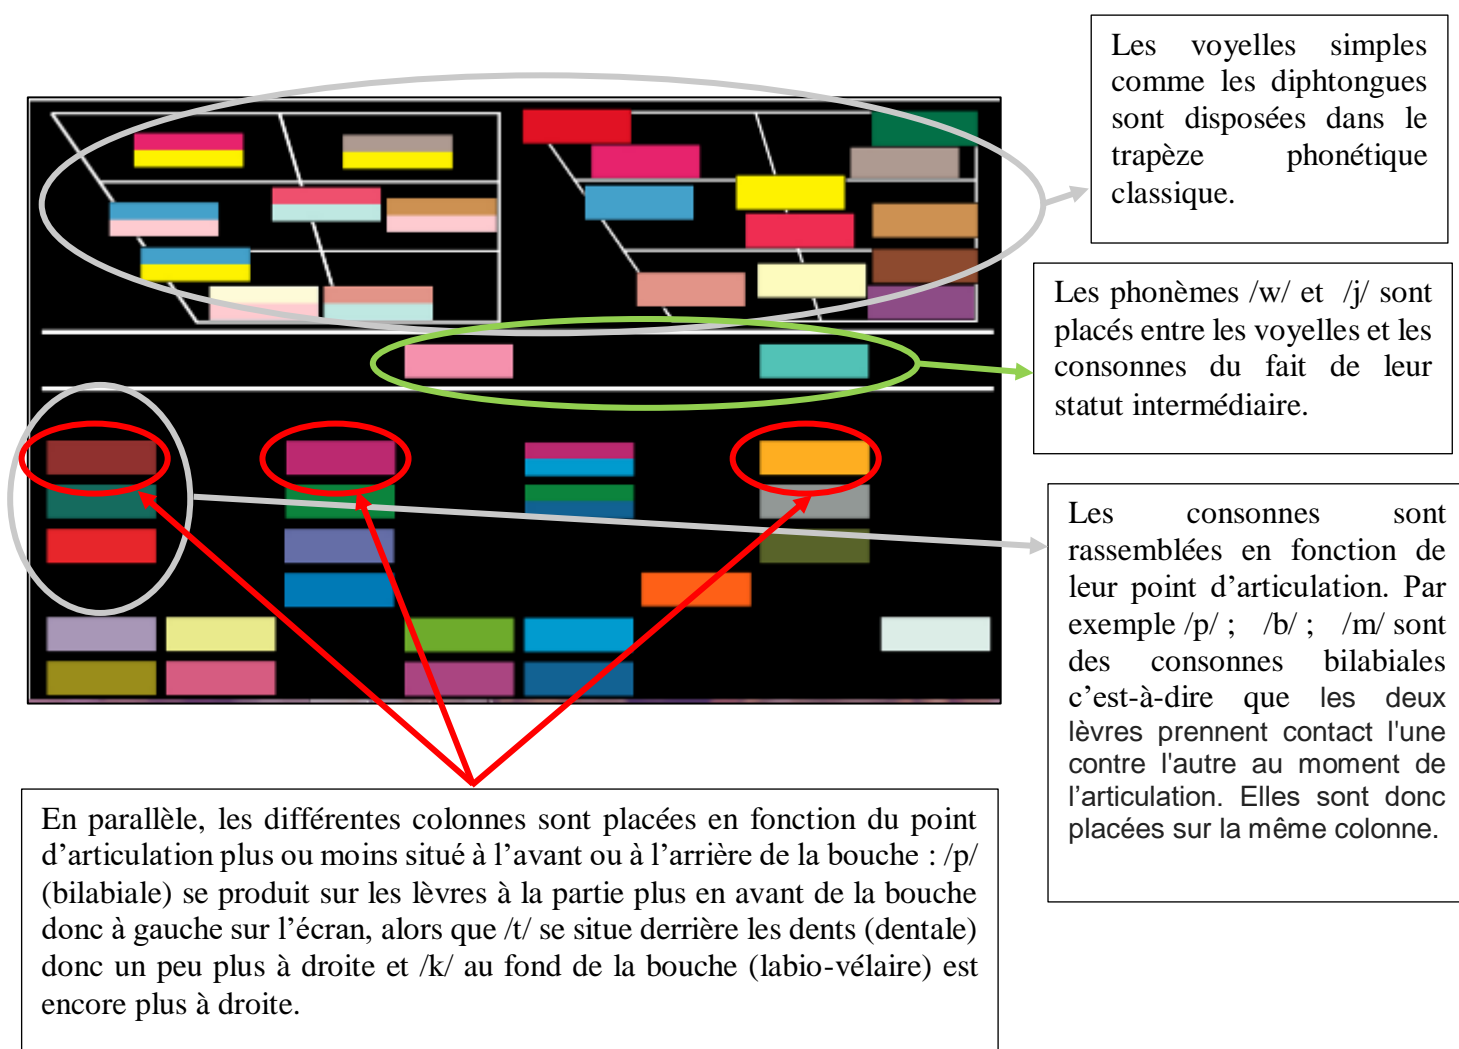 Les voyelles simples
comme les diphtongues
sont disposées dans le
trapèze phonétique
classique.
Les phonèmes /w/ et /j/ sont
placés entre les voyelles et les
consonnes du fait de leur
statut intermédiaire.
Les consonnes sont
rassemblées en fonction de
leur point d’articulation. Par
exemple /p/ ; /b/ ; /m/ sont
des consonnes bilabiales
c’est-à-dire que les deux
lèvres prennent contact l'une
contre l'autre au moment de
l’articulation. Elles sont donc
placées sur la même colonne.
En parallèle, les différentes colonnes sont placées en fonction du point
d’articulation plus ou moins situé à l’avant ou à l’arrière de la bouche : /p/
(bilabiale) se produit sur les lèvres à la partie plus en avant de la bouche
donc à gauche sur l’écran, alors que /t/ se situe derrière les dents (dentale)
donc un peu plus à droite et /k/ au fond de la bouche (labio-vélaire) est
encore plus à droite.